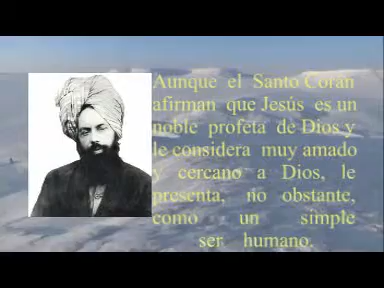 Aunque el Santo Corán
afirman que Jesús es un
noble profeta de Dios y
le considera muy amado
y cercano a Dios, le
presenta, no obstante,
como un simple
ser humano.